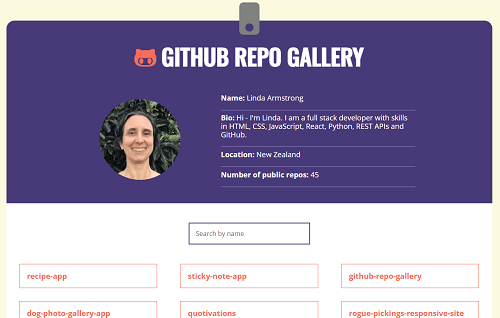 GITHUB REPO GALLERY
Name: Linda Armstrong
Bio: Hi - I'm Linda. I am a full stack developer with skills
in HTML, CSS, JavaScript, React, Python, REST APIs and
GitHub.
Location: New Zealand
Number of public repos: 45
Search by name
recipe-app
sticky-note-app
github-repo-gallery
dog-photo-gallery-app
quotivations
rogue-pickings-responsive-site